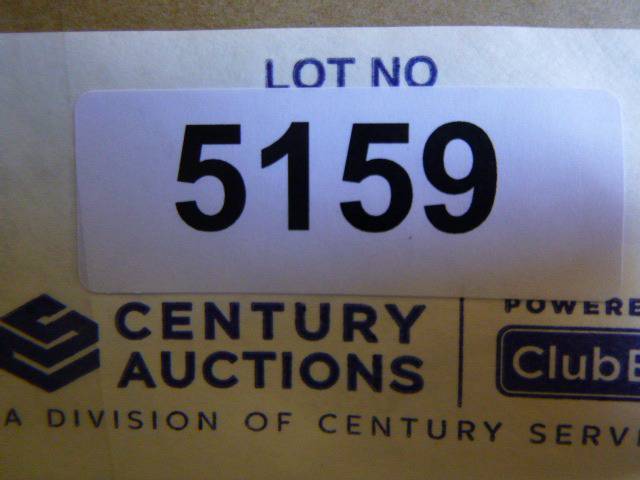 LOT NO
5159
CENTURY
AUCTIONS
A DIVISION OF CENTURY